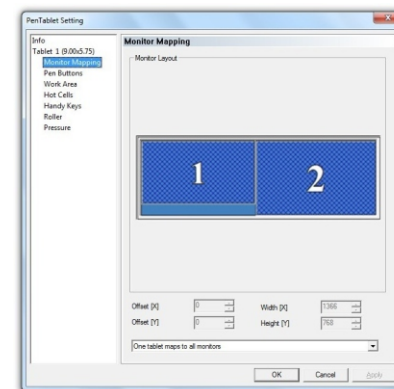 PenTablet Setting
Info
Tablet 1 (9.00x5.75)
Monitor Mapping
Pen Buttons
Work Area
Hot Cells
Handy Keys
Roller
Pressure
Monitor Mapping
Monitor Layout
1
2
Offset [X] 0 Width [X] 1366
Offset [Y] 0 Height [Y] 768
One tablet maps to all monitors
OK Cancel Apply